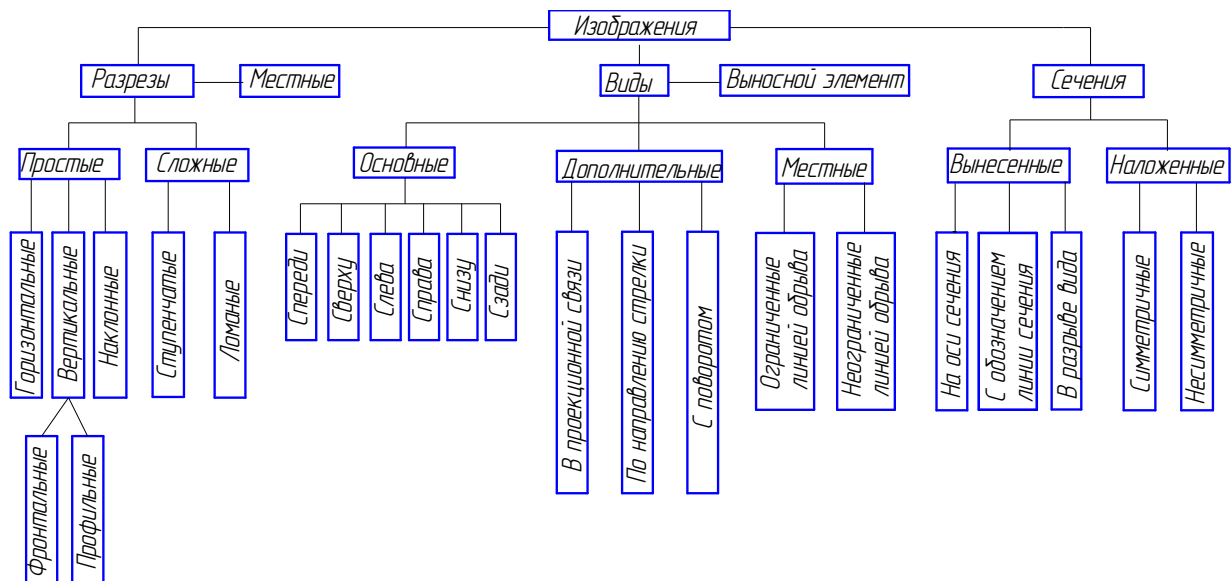 Изображения
Разрезы
Местные
Виды
Выносной элемент
Сечения
Простые
Сложные
Основные
Дополнительные
Местные
Вынесенные
Наложенные
Горизонтальные
Вертикальные
Наклонные
Ступенчатые
Ломаные
Спереди
Сверху
Слева
Справа
Снизу
Сзади
В проекционной связи
По направлению стрелки
С поворотом
Ограниченные
линией обрыва
Неограниченные
линией обрыва
На оси сечения
С обозначением
линии сечения
В разрыве вида
Симметричные
Несимметричные
Фронтальные
Профильные